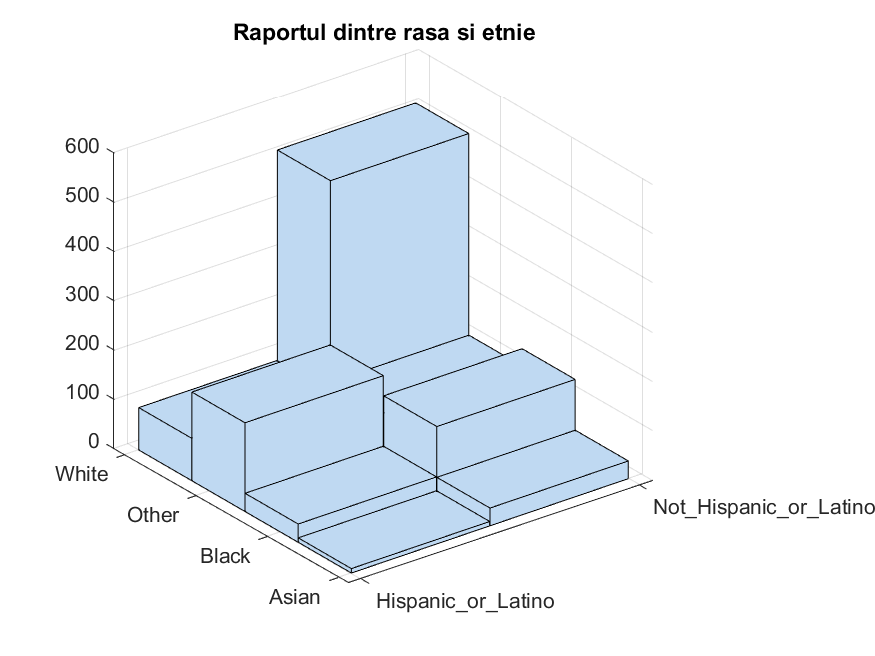 Raportul dintre rasa si etnie
600
500
400
300
200
100
0
White
Other
Black
Asian
Hispanic_or_Latino
Not_Hispanic_or_Latino